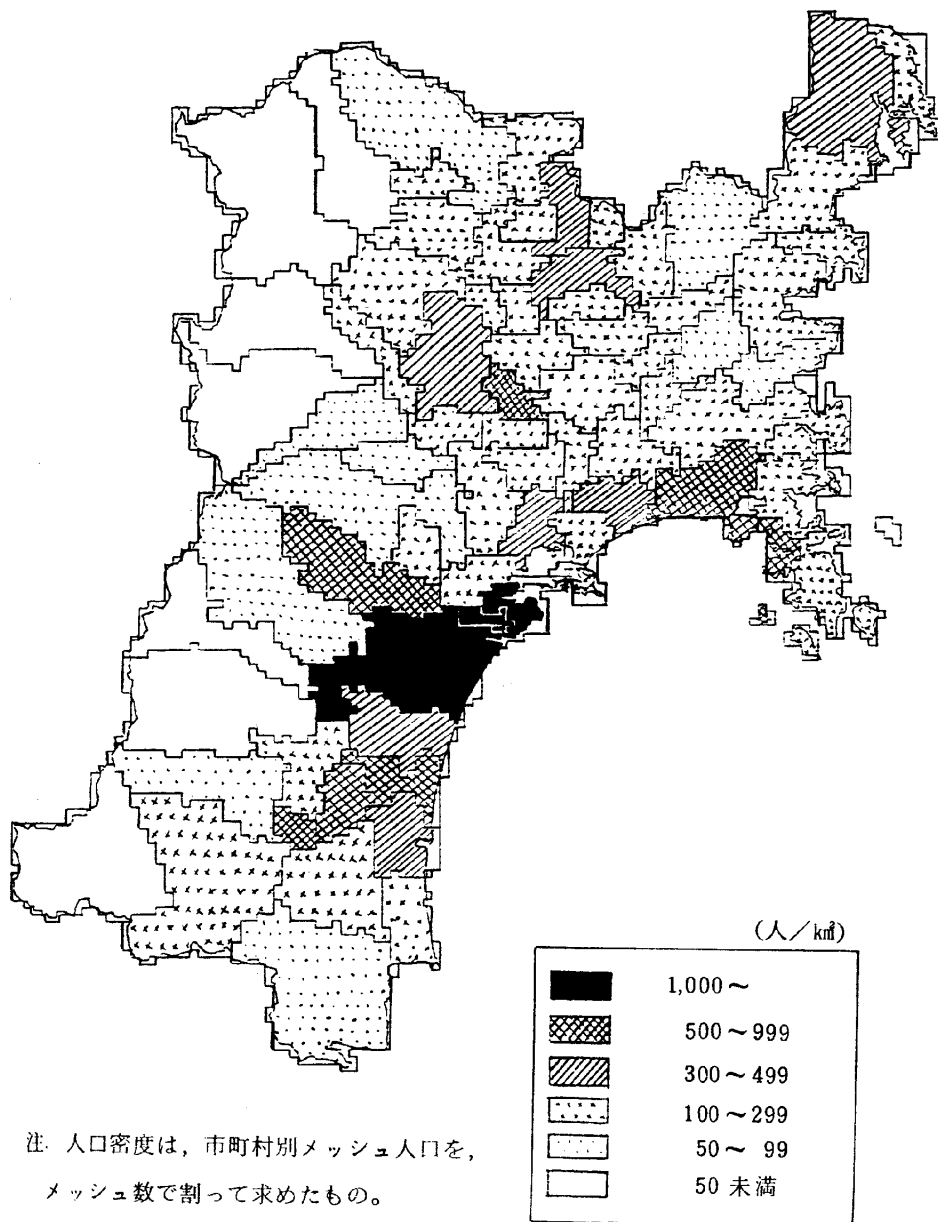 (人/km²)
1,000~
500~999
300~499
100~299
50~ 99
50 未満
注. 人口密度は，市町村別メッシュ人口を，
メッシュ数で割って求めたもの。